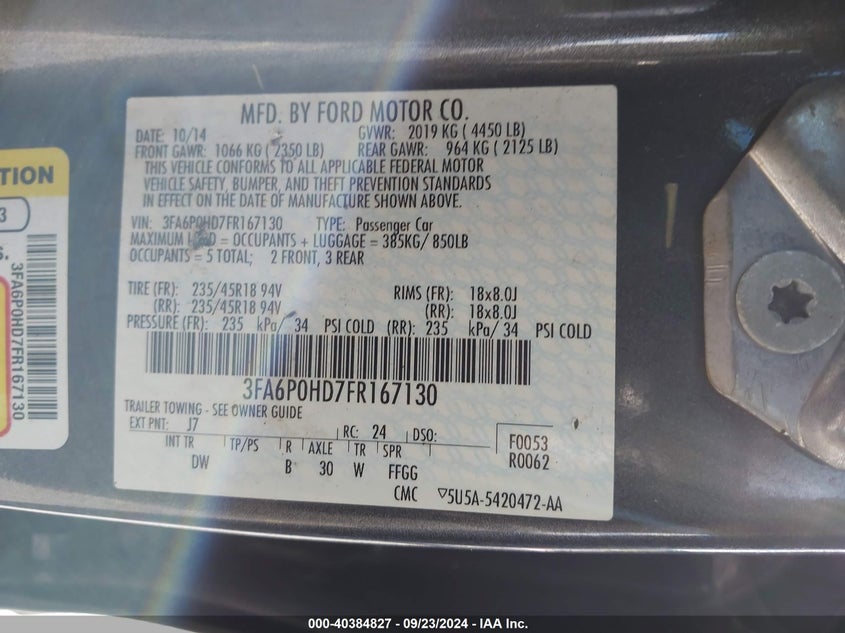 MFD. BY FORD MOTOR CO.
DATE: 10/14 GVWR: 2019 KG ( 4450 LB)
FRONT GAWR: 1066 KG ( 2350 LB) REAR GAWR: 964 KG ( 2125 LB)
THIS VEHICLE CONFORMS TO ALL APPLICABLE FEDERAL MOTOR
VEHICLE SAFETY, BUMPER, AND THEFT PREVENTION STANDARDS
IN EFFECT ON THE DATE OF MANUFACTURE SHOWN ABOVE.
VIN: 3FA6P0HD7FR167130 TYPE: Passenger Car
MAXIMUM LOAD = OCCUPANTS + LUGGAGE = 385KG/ 850LB
OCCUPANTS = 5 TOTAL; 2 FRONT, 3 REAR
TIRE (FR): 235/45R18 94V RIMS (FR): 18x8.0J
(RR): 235/45R18 94V (RR): 18x8.0J
PRESSURE (FR): 235 kPa/ 34 PSI COLD (RR): 235 kPa/ 34 PSI COLD
3FA6P0HD7FR167130
TRAILER TOWING - SEE OWNER GUIDE
EXT PNT: J7 RC: 24 DSO:
INT TR TP/PS R AXLE TR SPR
F0053
DW B 30 W FFGG
R0062
CMC ▽5U5A-5420472-AA
TION
3
S.
3FA6P0HD7FR167130
000-40384827 - 09/23/2024 - IAA Inc.